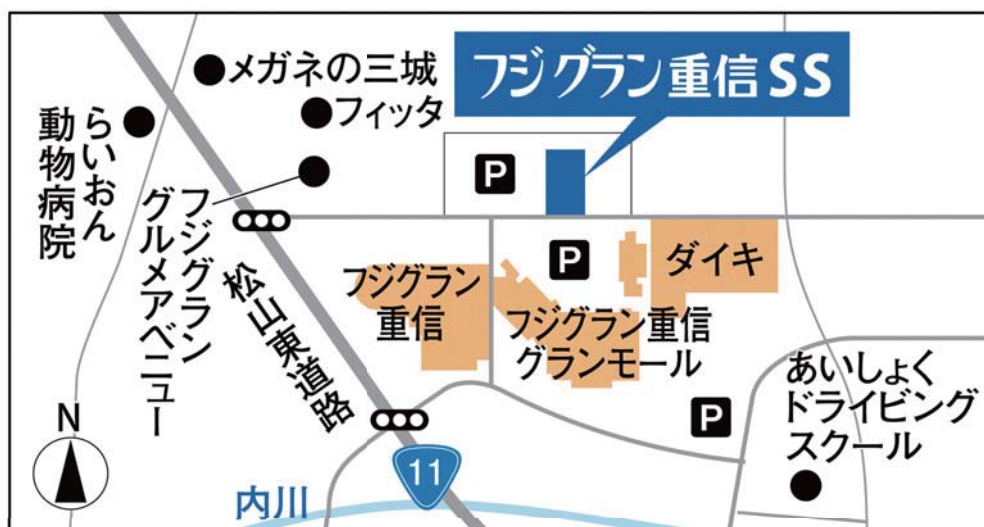 メガネの三城
フィッタ
フジグラン重信SS
らいおん
動物病院
P
フジグラン
グルメアベニュー
松山東道路
フジグラン
重信
P
ダイキ
フジグラン重信
グランモール
P
あいしょく
ドライビング
スクール
N
11
内川